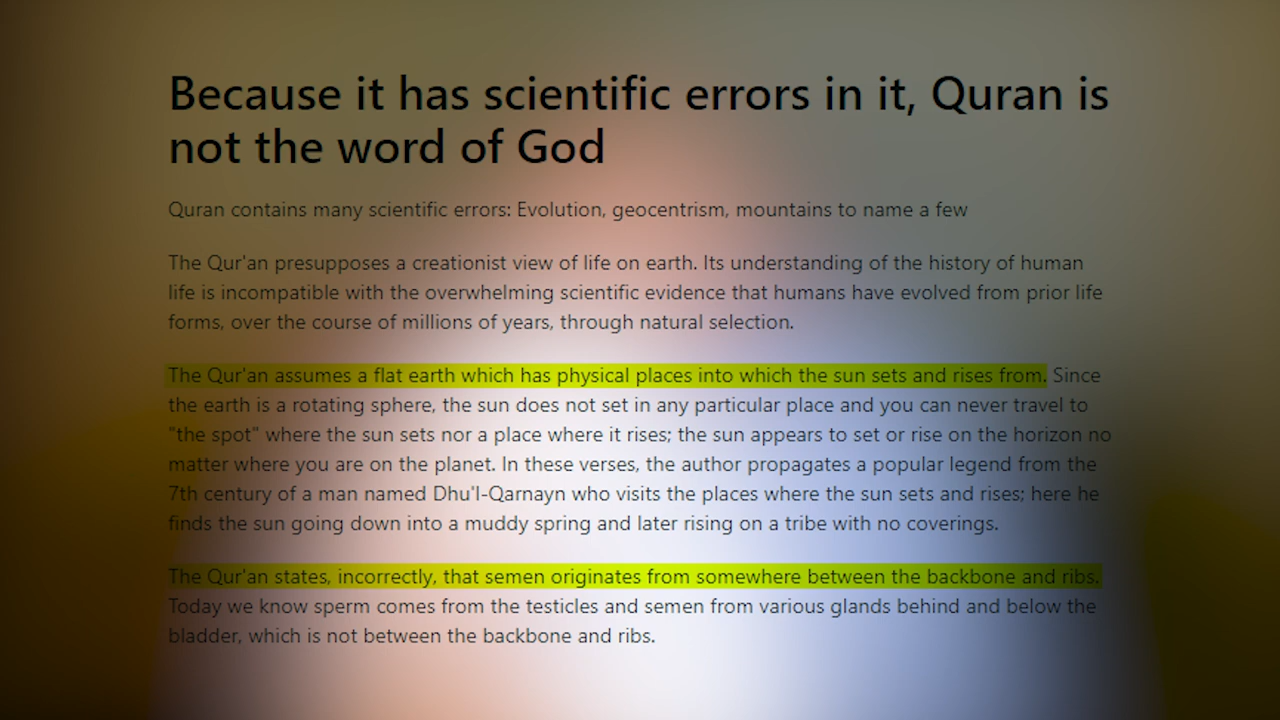 Because it has scientific errors in it, Quran is
not the word of God
Quran contains many scientific errors: Evolution, geocentrism, mountains to name a few
The Qur'an presupposes a creationist view of life on earth. Its understanding of the history of human
life is incompatible with the overwhelming scientific evidence that humans have evolved from prior life
forms, over the course of millions of years, through natural selection.
The Qur'an assumes a flat earth which has physical places into which the sun sets and rises from. Since
the earth is a rotating sphere, the sun does not set in any particular place and you can never travel to
"the spot" where the sun sets nor a place where it rises; the sun appears to set or rise on the horizon no
matter where you are on the planet. In these verses, the author propagates a popular legend from the
7th century of a man named Dhu'l-Qarnayn who visits the places where the sun sets and rises; here he
finds the sun going down into a muddy spring and later rising on a tribe with no coverings.
The Qur'an states, incorrectly, that semen originates from somewhere between the backbone and ribs.
Today we know sperm comes from the testicles and semen from various glands behind and below the
bladder, which is not between the backbone and ribs.